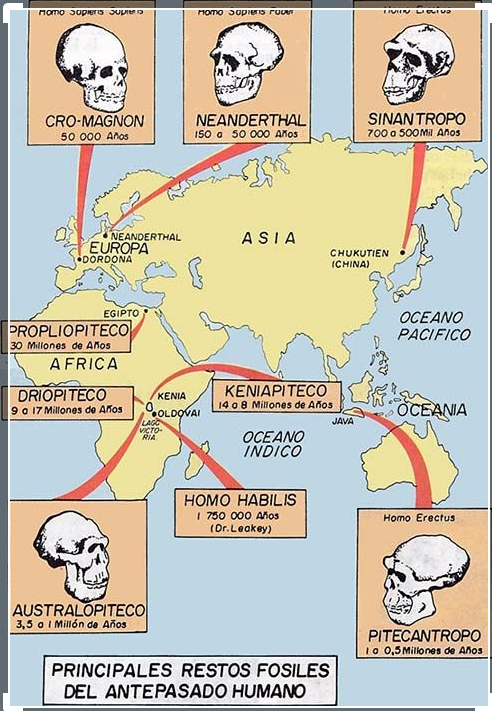 Homo Sapiens Sapiens
CRO-MAGNON
50 000 Años
Homo Sapiens Faber
NEANDERTHAL
150 a 50 000 Años
Homo Erectus
SINANTROPO
700 a 500 Mil Años
NEANDERTHAL
EUROPA
DORDONA
ASIA
CHUKUTIEN
(CHINA)
EGIPTO
OCEANO
PACIFICO
PROPLIOPITECO
30 Millones de Años
AFRICA
DRIOPITECO
9 a 17 Millones de Años
KENIA
OLDOVAI
LAGO
VICTO-
RIA.
KENIAPITECO
14 a 8 Millones de Años
JAVA
OCEANIA
OCEANO
INDICO
HOMO HABILIS
1 750 000 Años
(Dr. Leakey)
AUSTRALOPITECO
3,5 a 1 Millón de Años
Homo Erectus
PITECANTROPO
1 a 0,5 Millones de Años
PRINCIPALES RESTOS FOSILES
DEL ANTEPASADO HUMANO